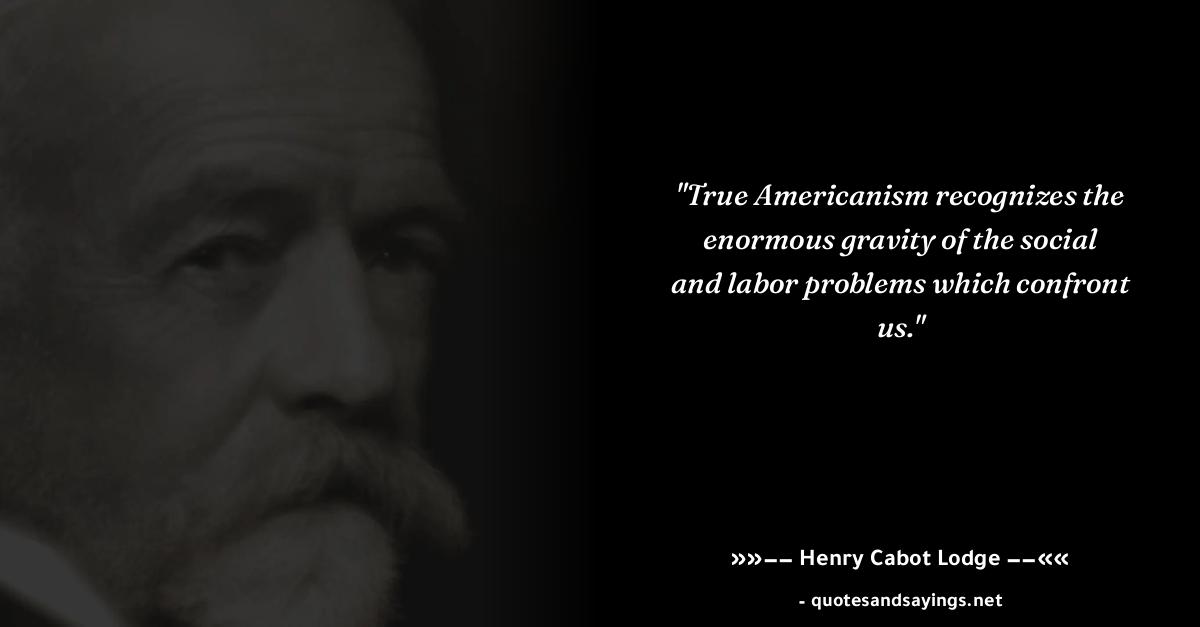 "True Americanism recognizes the
enormous gravity of the social
and labor problems which confront
us."
»»−− Henry Cabot Lodge −−««
- quotesandsayings.net